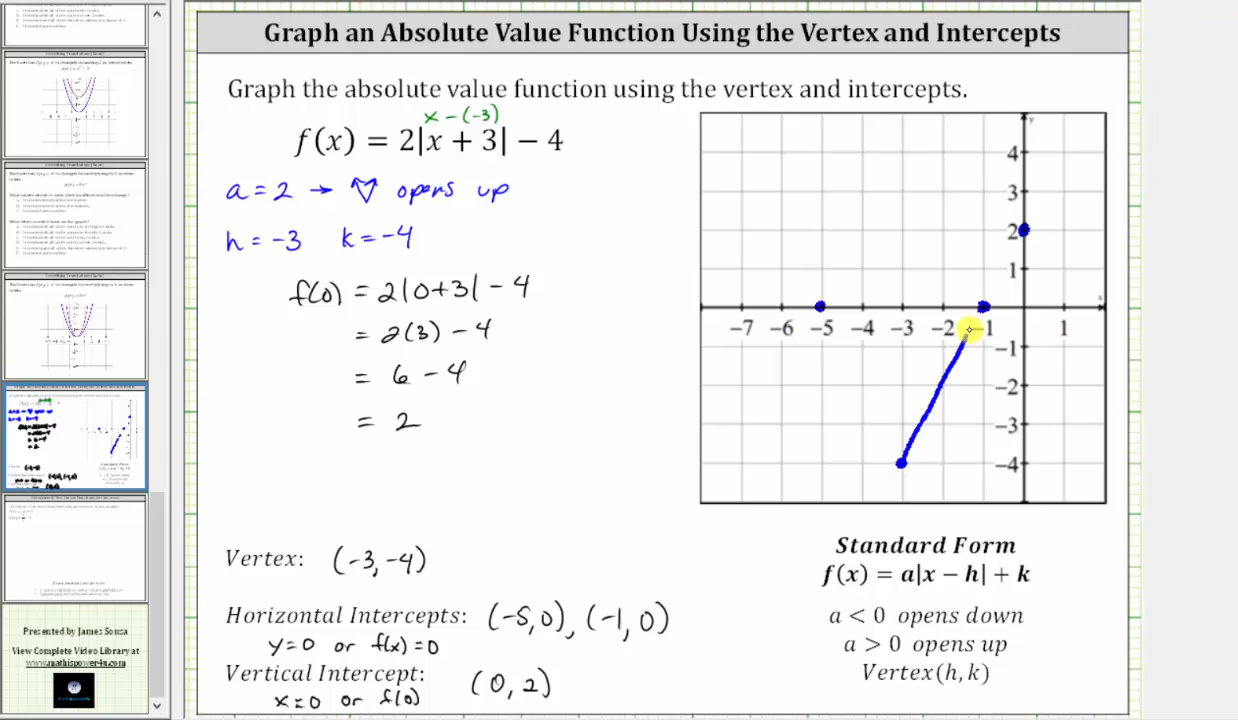 Graph an Absolute Value Function Using the Vertex and Intercepts
Graph the absolute value function using the vertex and intercepts.
x - (-3)
f(x) = 2|x + 3| − 4
a = 2 → ▽ opens up
h = -3 k = -4
f(0) = 2|0+3| - 4
= 2(3) - 4
= 6 - 4
= 2
y
4
3
2
1
x
−7 −6 −5 −4 −3 −2 −1 1
−1
−2
−3
−4
Vertex: (-3, -4)
Horizontal Intercepts: (-5, 0), (-1, 0)
y = 0 or f(x) = 0
Vertical Intercept: (0, 2)
x = 0 or f(0)
Standard Form
f(x) = a|x − h| + k
a < 0 opens down
a > 0 opens up
Vertex(h, k)
Presented by James Sousa
View Complete Video Library at
www.mathispower4u.com